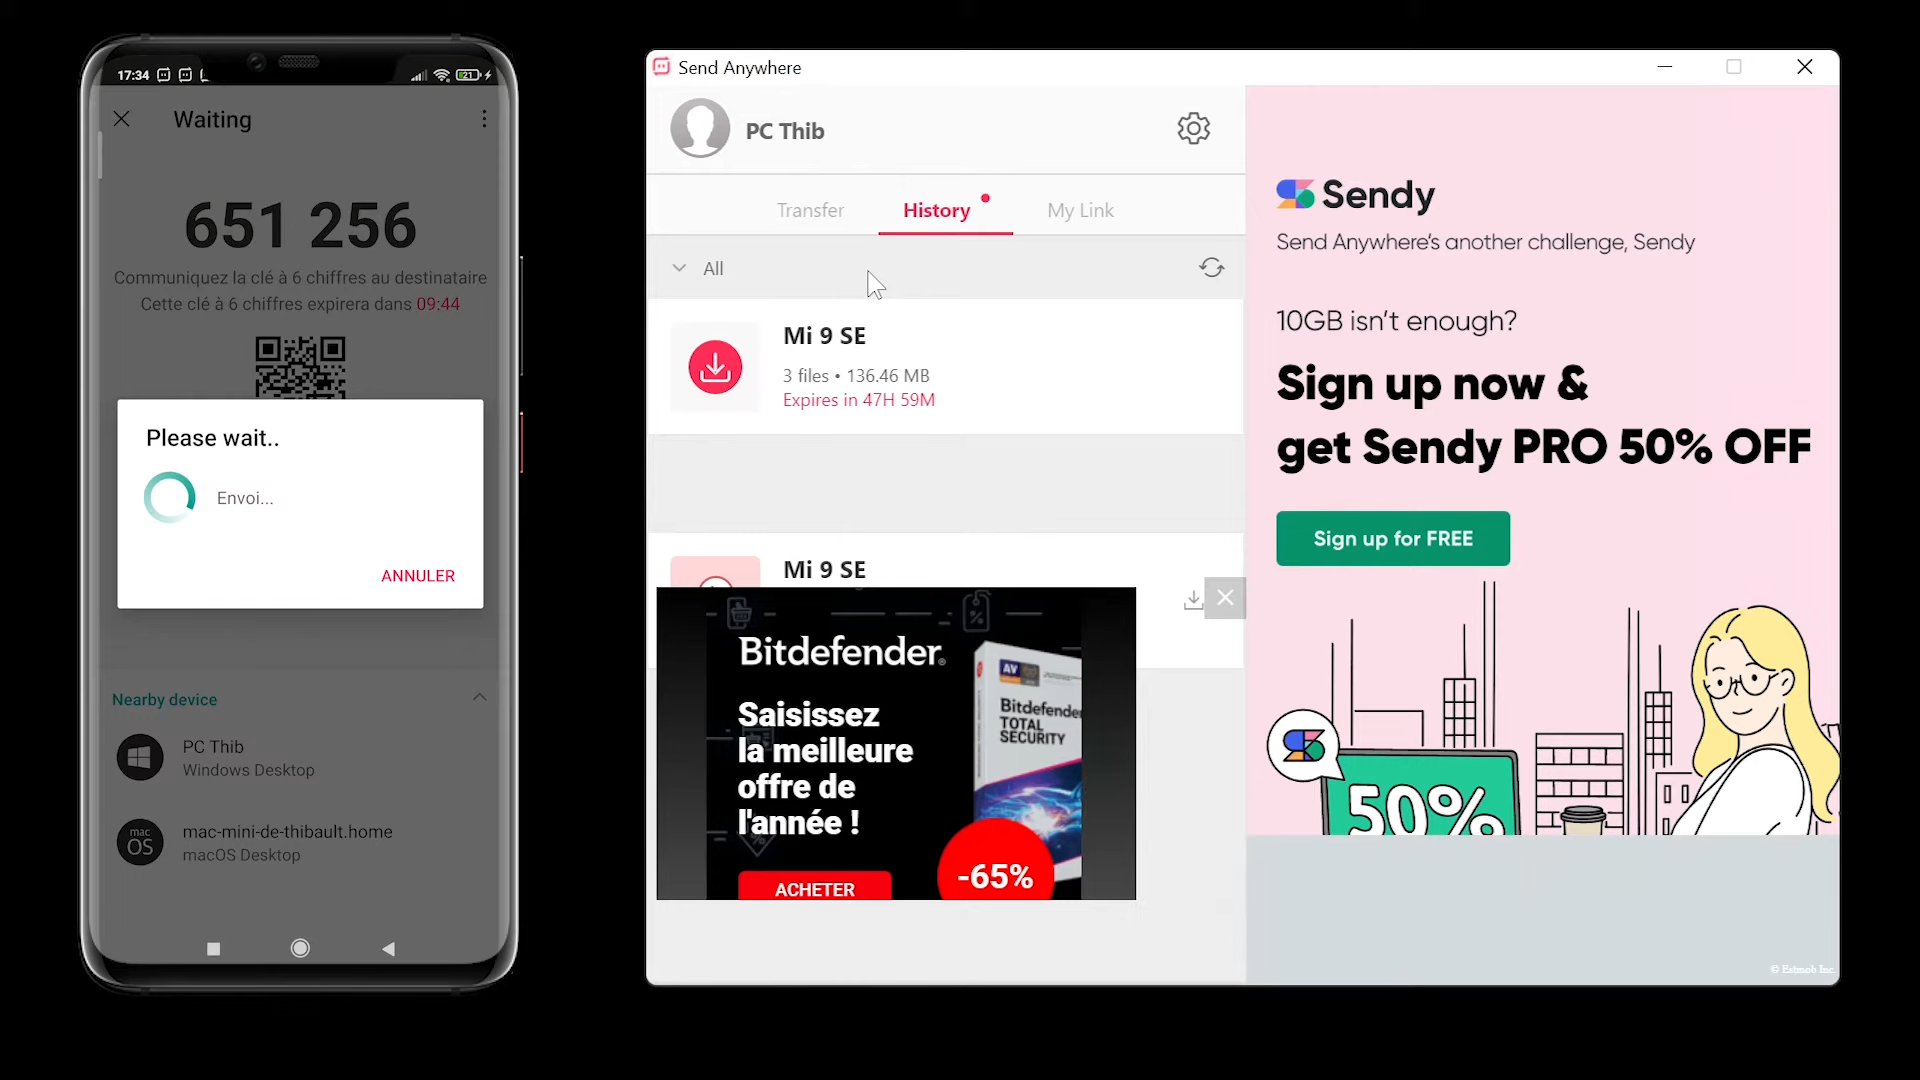 17:34
21
Waiting
651 256
Communiquez la clé à 6 chiffres au destinataire
Cette clé à 6 chiffres expirera dans 09:44
Please wait..
Envoi...
ANNULER
Nearby device
PC Thib
Windows Desktop
mac
OS
mac-mini-de-thibault.home
macOS Desktop
Send Anywhere
PC Thib
Transfer
History
My Link
All
Mi 9 SE
3 files • 136.46 MB
Expires in 47H 59M
Mi 9 SE
Bitdefender®
Saisissez
la meilleure
offre de
l'année !
ACHETER
AV
Bitdefender
TOTAL
SECURITY
-65%
Sendy
Send Anywhere's another challenge, Sendy
10GB isn't enough?
Sign up now &
get Sendy PRO 50% OFF
Sign up for FREE
50%
© Estmob Inc.